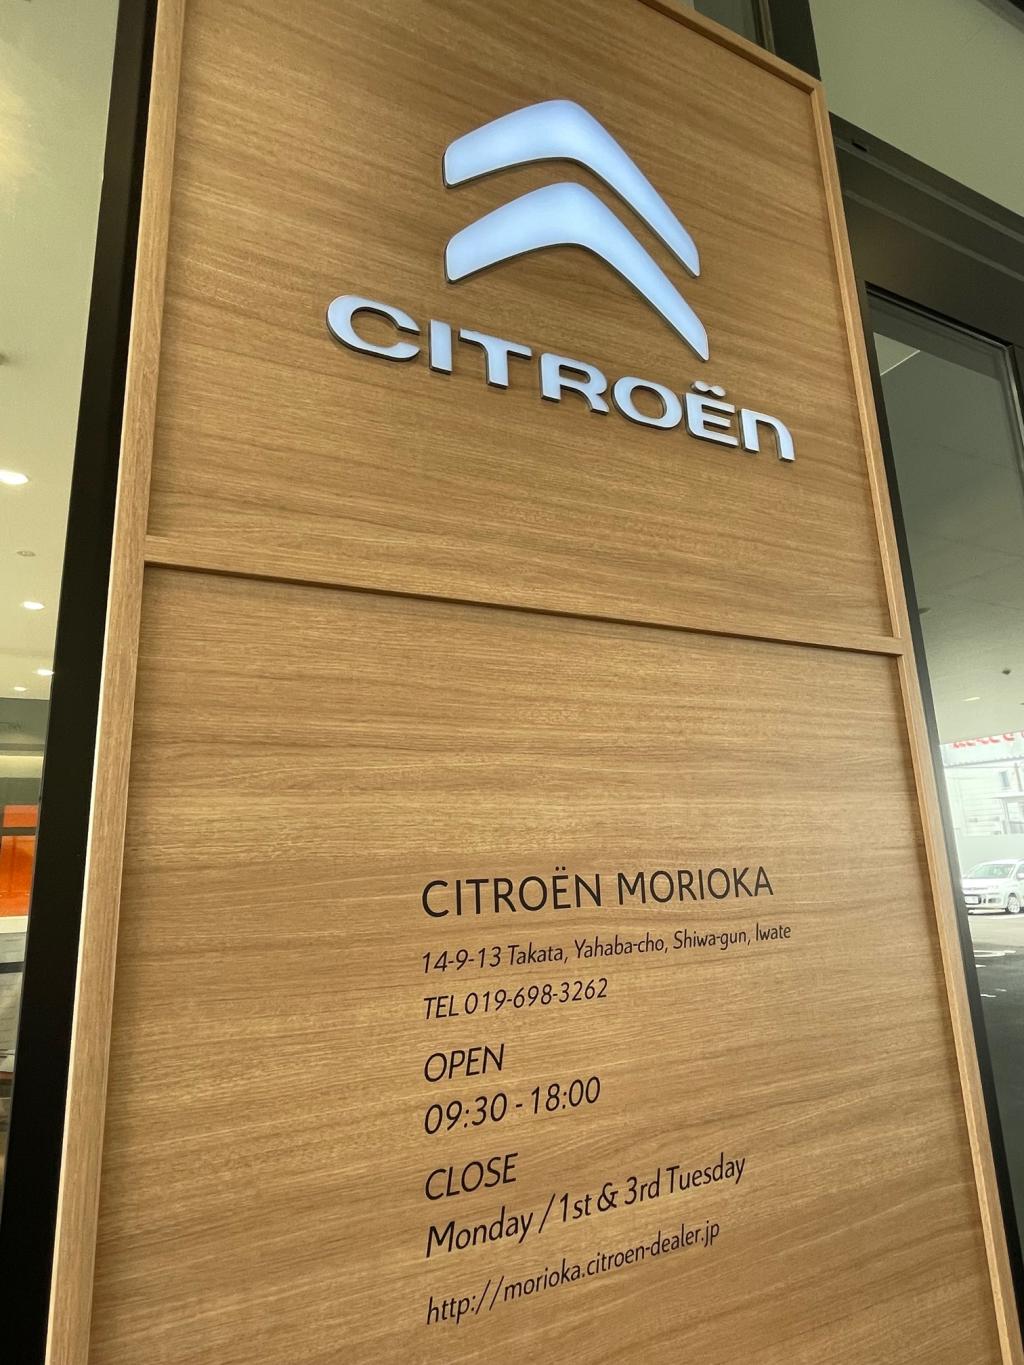 CITROËN
CITROËN MORIOKA
14-9-13 Takata, Yahaba-cho, Shiwa-gun, Iwate
TEL 019-698-3262
OPEN
09:30 - 18:00
CLOSE
Monday / 1st & 3rd Tuesday
http://morioka.citroen-dealer.jp